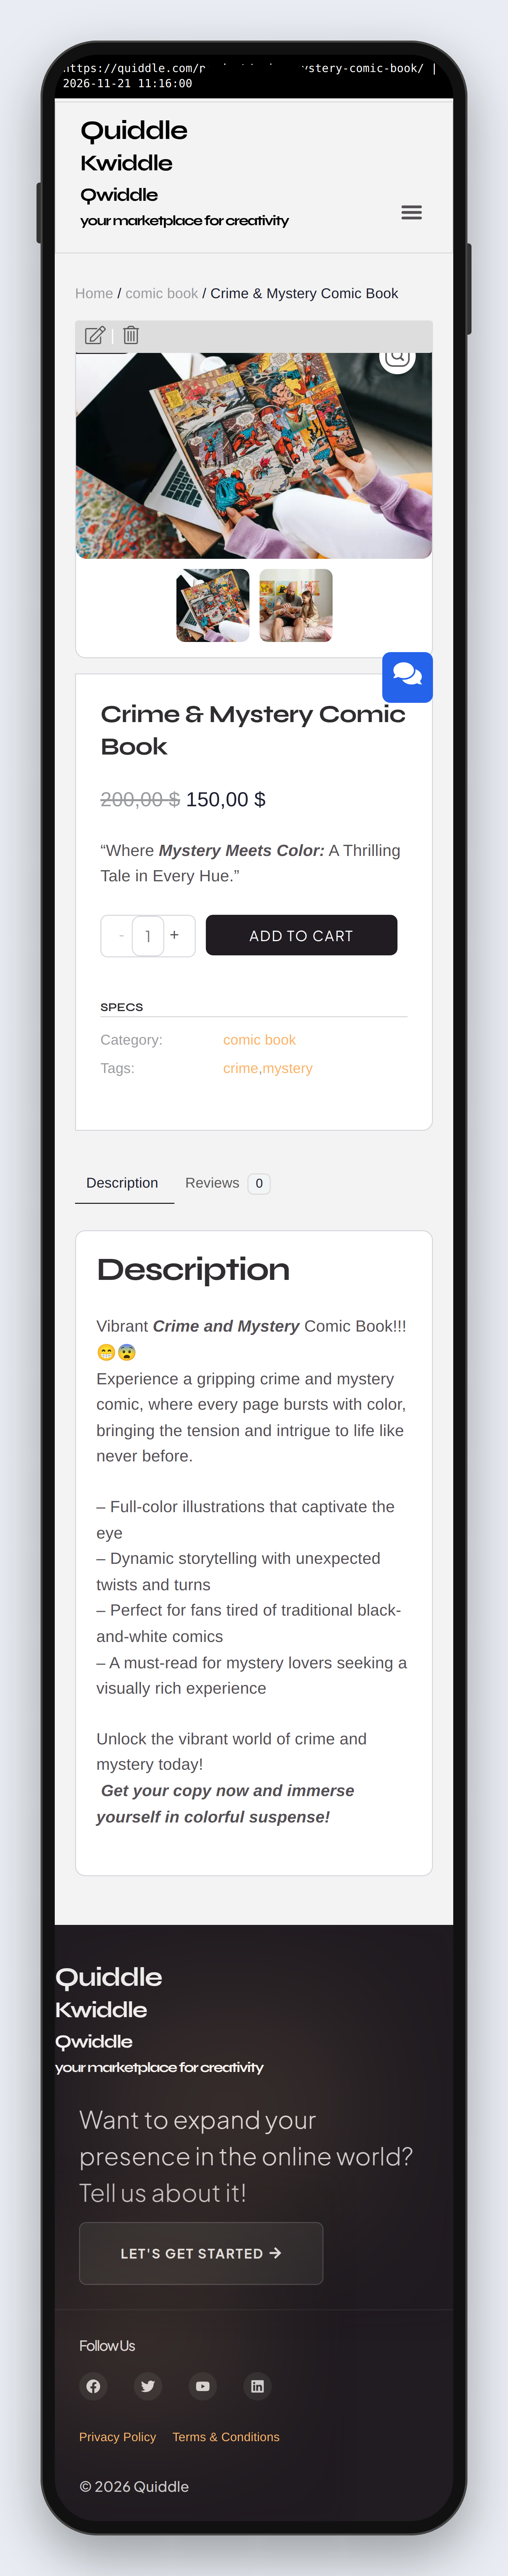 https://quiddle.com/ mystery-comic-book/ |
2026-11-21 11:16:00
Quiddle
Kwiddle
Qwiddle
your marketplace for creativity
Home / comic book / Crime & Mystery Comic Book
Crime & Mystery Comic
Book
200,00 $ 150,00 $
“Where Mystery Meets Color: A Thrilling
Tale in Every Hue.”
- 1 + ADD TO CART
SPECS
Category: comic book
Tags: crime,mystery
Description Reviews 0
Description
Vibrant Crime and Mystery Comic Book!!!
😁😨
Experience a gripping crime and mystery
comic, where every page bursts with color,
bringing the tension and intrigue to life like
never before.
– Full-color illustrations that captivate the
eye
– Dynamic storytelling with unexpected
twists and turns
– Perfect for fans tired of traditional black-
and-white comics
– A must-read for mystery lovers seeking a
visually rich experience
Unlock the vibrant world of crime and
mystery today!
Get your copy now and immerse
yourself in colorful suspense!
Quiddle
Kwiddle
Qwiddle
your marketplace for creativity
Want to expand your
presence in the online world?
Tell us about it!
LET'S GET STARTED →
Follow Us
Privacy Policy Terms & Conditions
© 2026 Quiddle